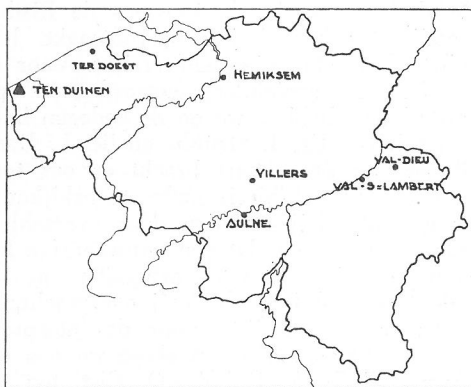 TER DOEST
HEMIKSEM
TEN DUINEN
VAL-DIEU
VILLERS
VAL-S=LAMBERT
AULNE